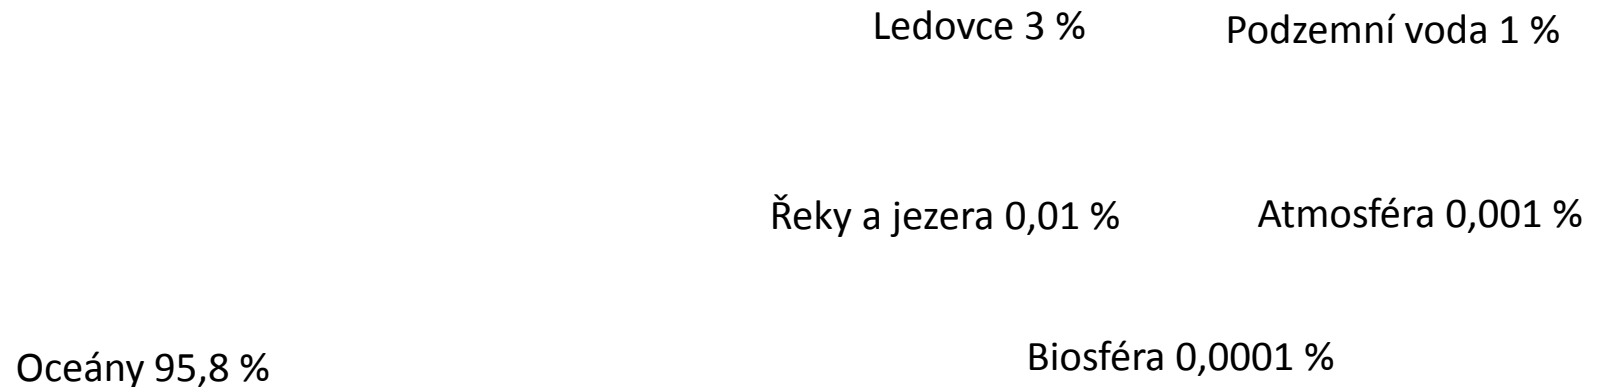 Ledovce 3 %
Podzemní voda 1 %
Řeky a jezera 0,01 %
Atmosféra 0,001 %
Oceány 95,8 %
Biosféra 0,0001 %